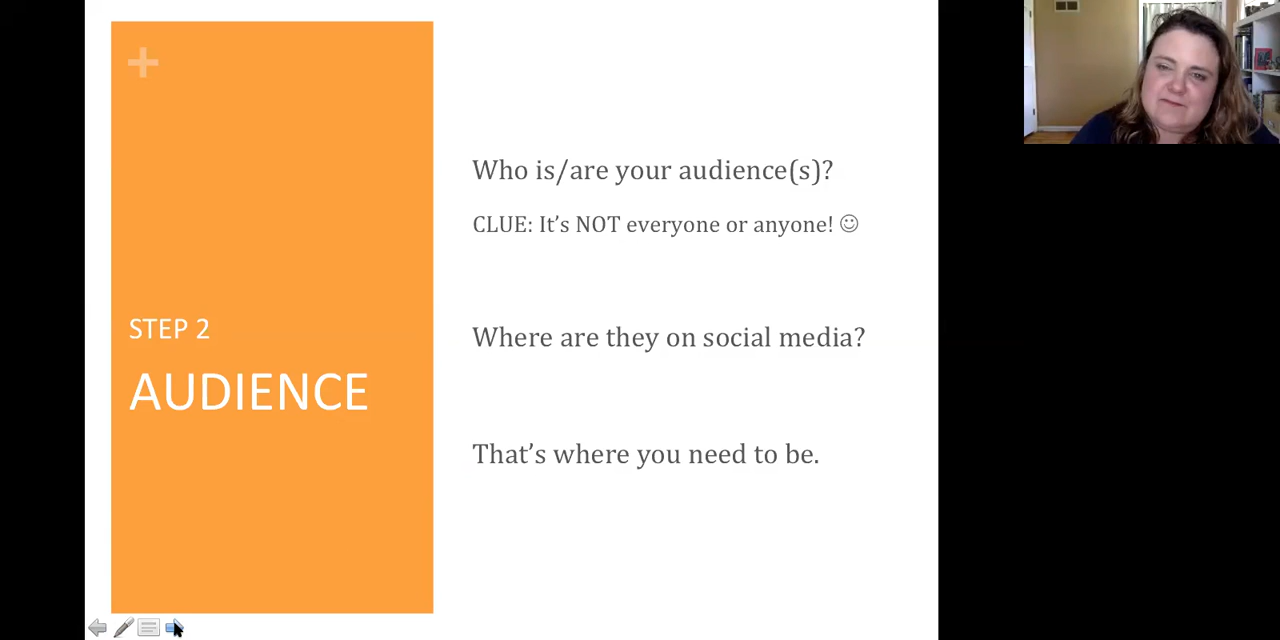 STEP 2
AUDIENCE
Who is/are your audience(s)?
CLUE: It’s NOT everyone or anyone! ☺
Where are they on social media?
That’s where you need to be.